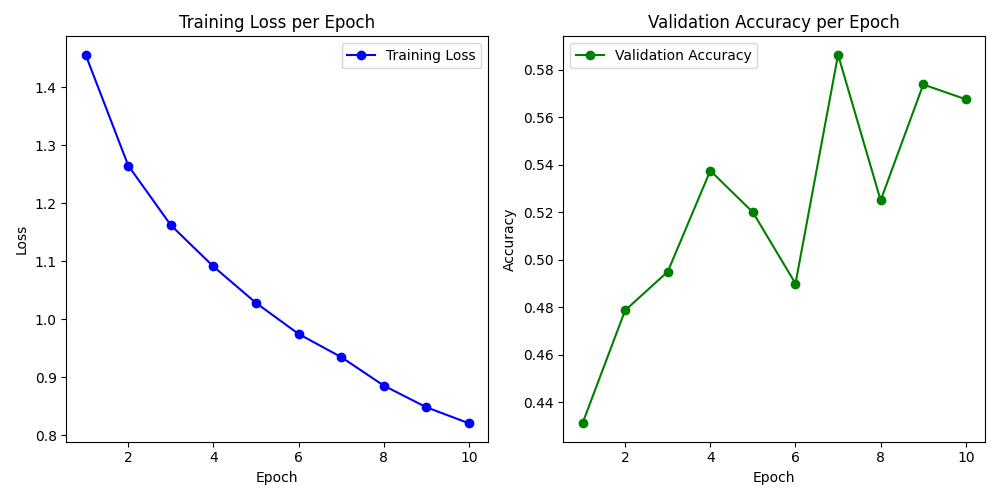 Training Loss per Epoch
Training Loss
Loss
1.4
1.3
1.2
1.1
1.0
0.9
0.8
2 4 6 8 10
Epoch
Validation Accuracy per Epoch
Validation Accuracy
Accuracy
0.58
0.56
0.54
0.52
0.50
0.48
0.46
0.44
2 4 6 8 10
Epoch